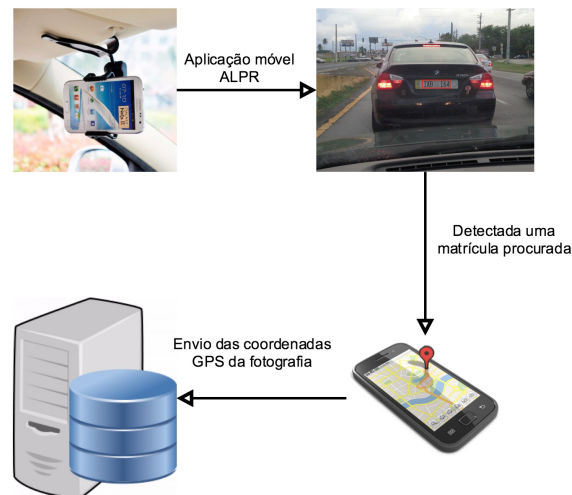 Aplicação móvel
ALPR
Detectada uma
matrícula procurada
Envio das coordenadas
GPS da fotografia